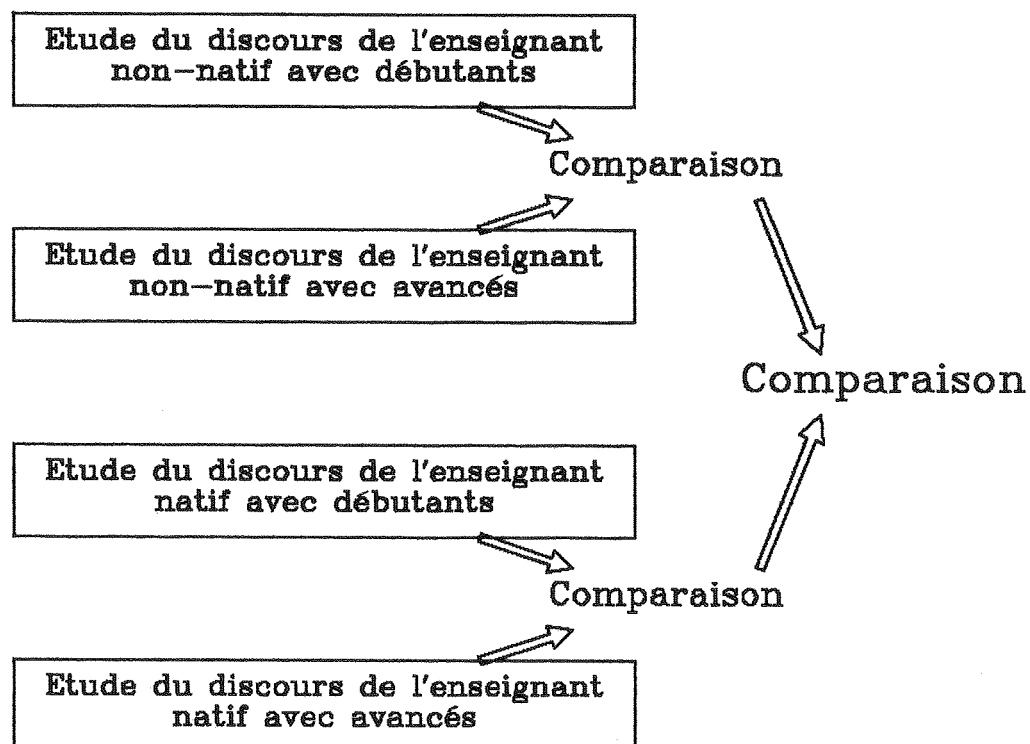 Etude du discours de l'enseignant
non-natif avec débutants
Comparaison
Etude du discours de l'enseignant
non-natif avec avancés
Comparaison
Etude du discours de l'enseignant
natif avec débutants
Comparaison
Etude du discours de l'enseignant
natif avec avancés